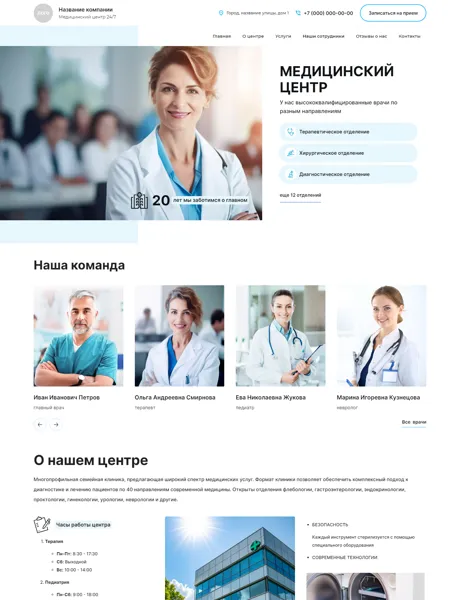 Название компании
Медицинский центр 24/7
Город, название улицы, дом 1
+7 (000) 000-00-00
Записаться на прием
Главная
О центре
Услуги
Наши сотрудники
Отзывы о нас
Контакты
МЕДИЦИНСКИЙ
ЦЕНТР
У нас высококвалифицированные врачи по
разным направлениям
Терапевтическое отделение
Хирургическое отделение
Диагностическое отделение
еще 12 отделений
20 лет мы заботимся о главном
Наша команда
Иван Иванович Петров
главный врач
Ольга Андреевна Смирнова
терапевт
Ева Николаевна Жукова
педиатр
Марина Игоревна Кузнецова
невролог
Все врачи
О нашем центре
Многопрофильная семейная клиника, предлагающая широкий спектр медицинских услуг. Формат клиники позволяет обеспечить комплексный подход к
диагностике и лечению пациентов по 40 направлениям современной медицины. Открыты отделения флебологии, гастроэнтерологии, эндокринологии,
проктологии, гинекологии, урологии, неврологии и другие.
Часы работы центра
1. Терапия
Пн-Пт: 8:30 - 17:30
Сб: Выходной
Вс: 10:00 - 14:00
2. Педиатрия
Пн-Сб: 9:00 - 18:00
БЕЗОПАСНОСТЬ
Каждый инструмент стерилизуется с помощью
специального оборудования
СОВРЕМЕННЫЕ ТЕХНОЛОГИИ